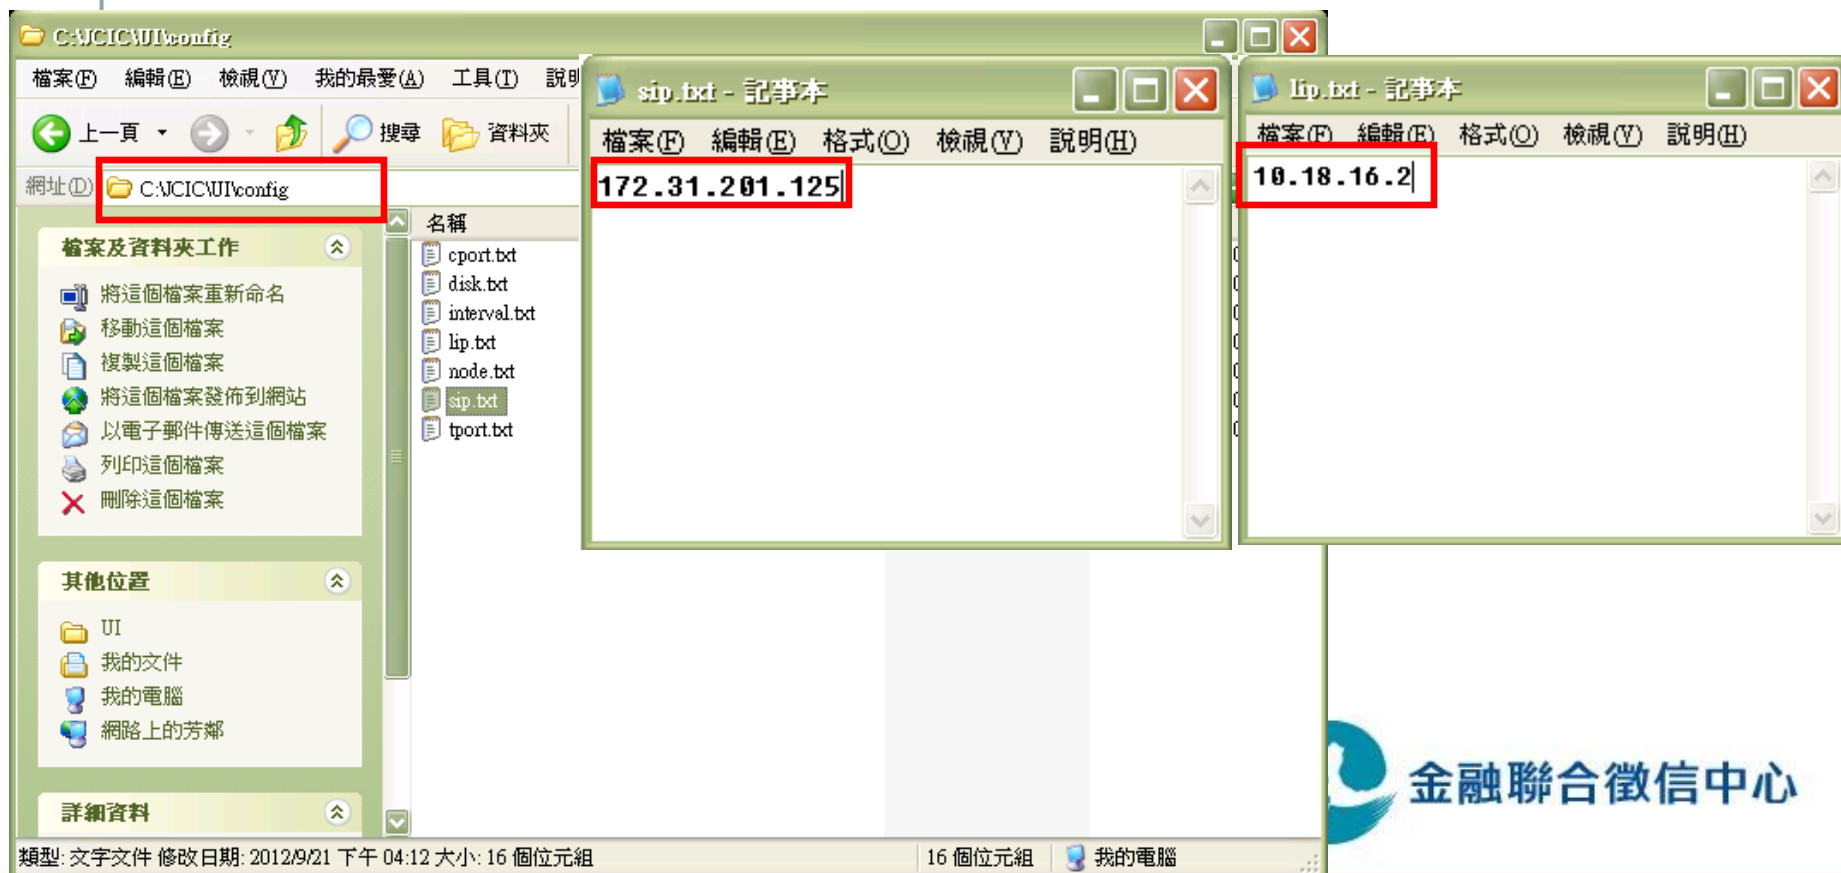 C:\JCIC\UI\config
檔案(F) 編輯(E) 檢視(V) 我的最愛(A) 工具(T) 說明
上一頁 搜尋 資料夾
網址(D) C:\JCIC\UI\config
檔案及資料夾工作
將這個檔案重新命名
移動這個檔案
複製這個檔案
將這個檔案發佈到網站
以電子郵件傳送這個檔案
列印這個檔案
刪除這個檔案
其他位置
UI
我的文件
我的電腦
網路上的芳鄰
詳細資料
名稱
cport.txt
disk.txt
interval.txt
lip.txt
node.txt
sip.txt
tport.txt
類型: 文字文件 修改日期: 2012/9/21 下午 04:12 大小: 16 個位元組 16 個位元組 我的電腦
sip.txt - 記事本
檔案(F) 編輯(E) 格式(O) 檢視(V) 說明(H)
172.31.201.125
lip.txt - 記事本
檔案(F) 編輯(E) 格式(O) 檢視(V) 說明(H)
10.18.16.2
金融聯合徵信中心